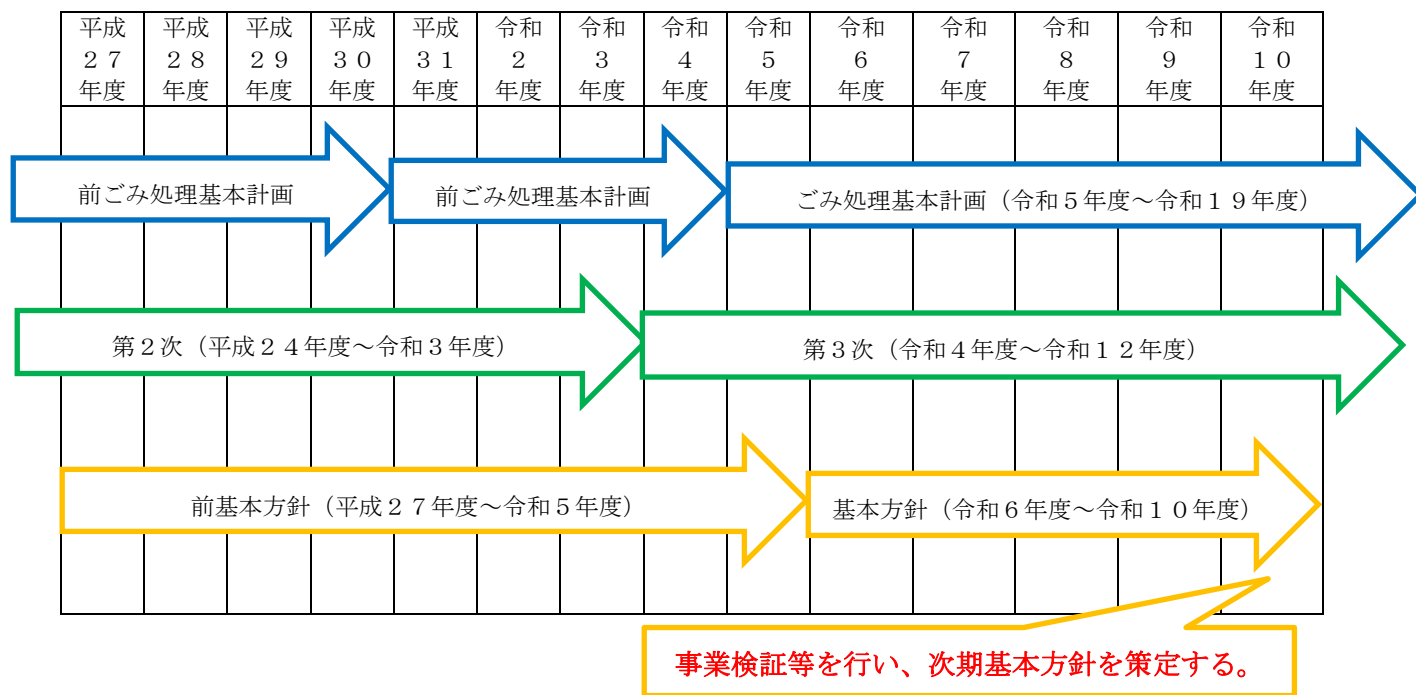 平成
２７
年度
平成
２８
年度
平成
２９
年度
平成
３０
年度
平成
３１
年度
令和
２
年度
令和
３
年度
令和
４
年度
令和
５
年度
令和
６
年度
令和
７
年度
令和
８
年度
令和
９
年度
令和
１０
年度
前ごみ処理基本計画
前ごみ処理基本計画
ごみ処理基本計画（令和５年度～令和１９年度）
第２次（平成２４年度～令和３年度）
第３次（令和４年度～令和１２年度）
前基本方針（平成２７年度～令和５年度）
基本方針（令和６年度～令和１０年度）
事業検証等を行い、次期基本方針を策定する。